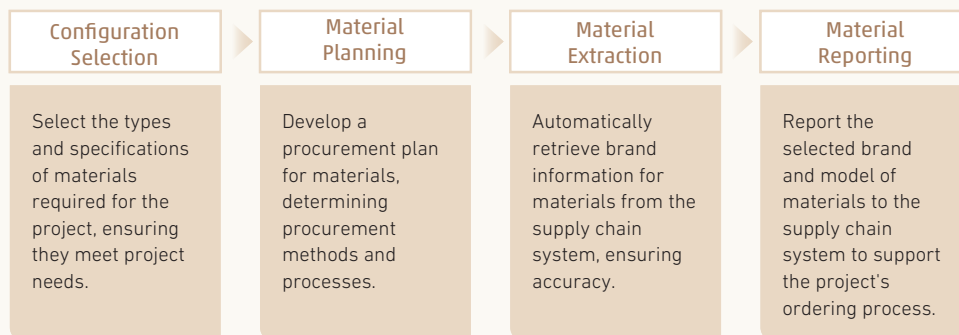 Configuration
Selection
Material
Planning
Material
Extraction
Material
Reporting
Select the types
and specifications
of materials
required for the
project, ensuring
they meet project
needs.
Develop a
procurement plan
for materials,
determining
procurement
methods and
processes.
Automatically
retrieve brand
information for
materials from the
supply chain
system, ensuring
accuracy.
Report the
selected brand
and model of
materials to the
supply chain
system to support
the project's
ordering process.